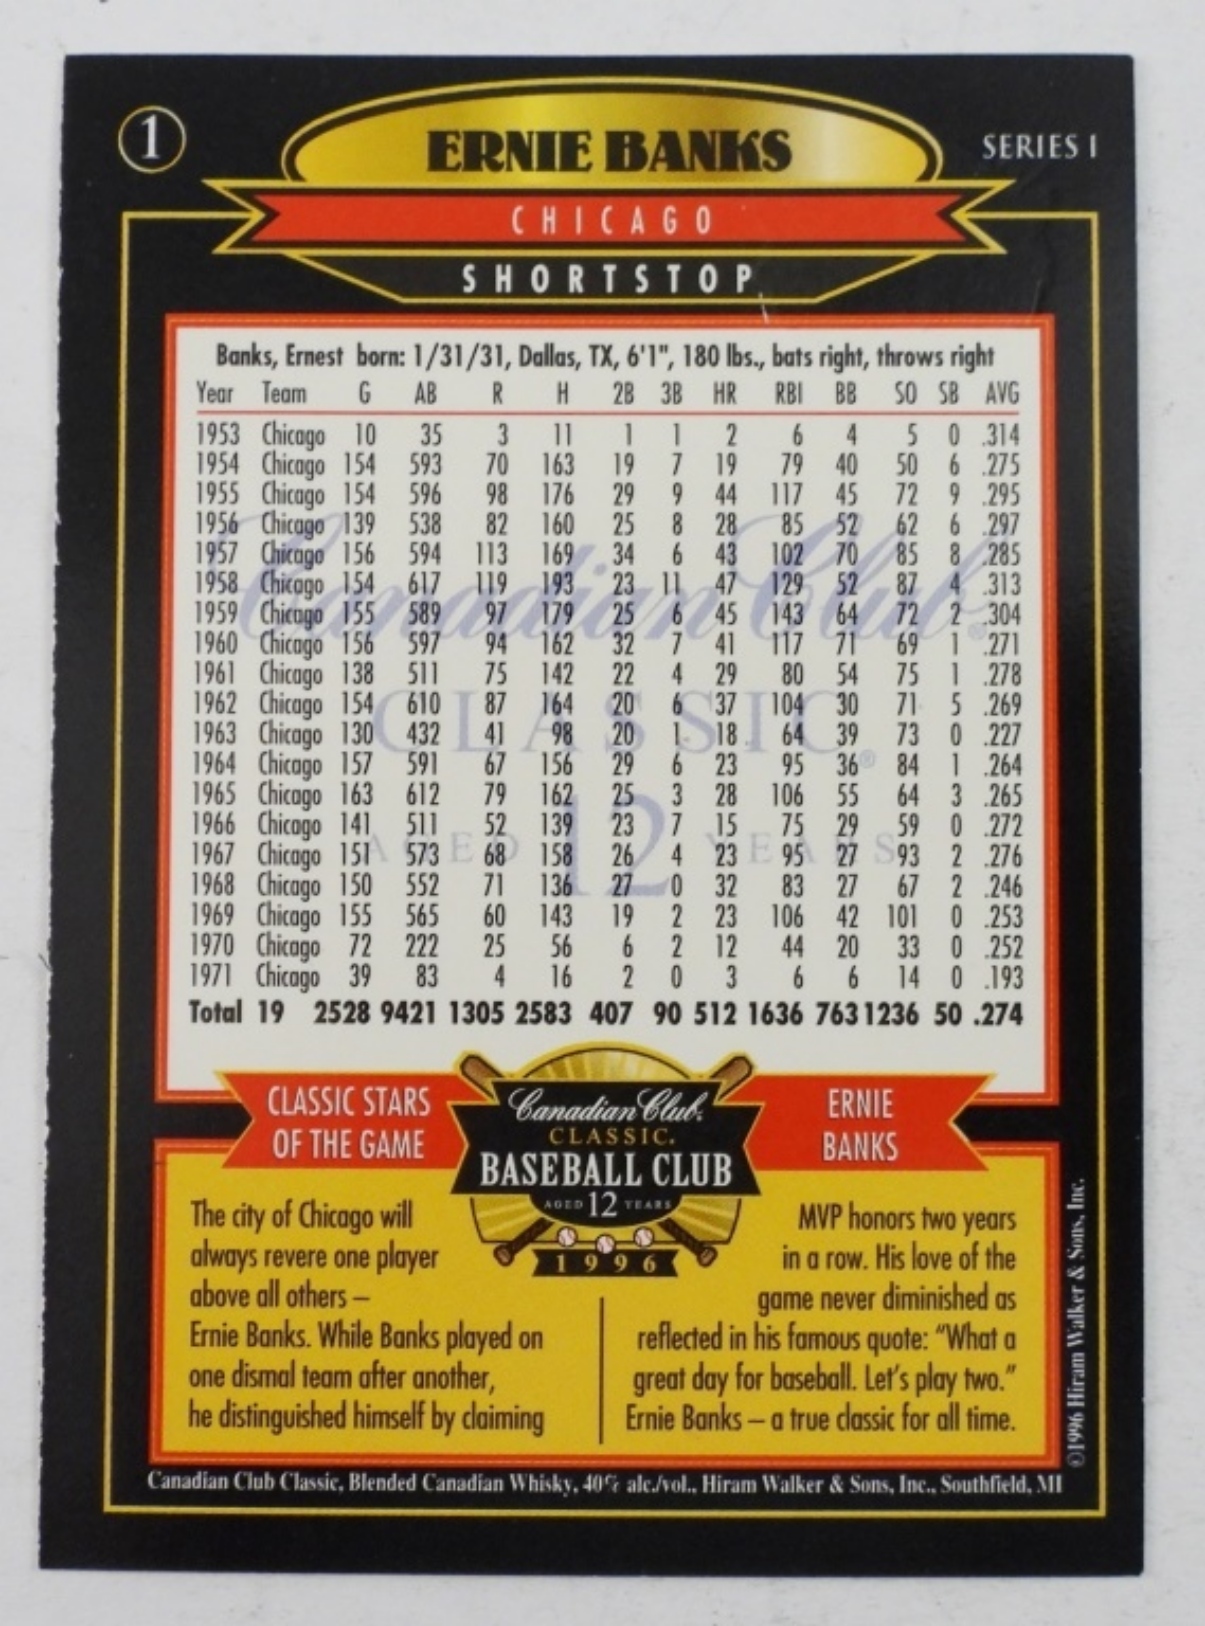 1
ERNIE BANKS
SERIES I
CHICAGO
SHORTSTOP
Banks, Ernest born: 1/31/31, Dallas, TX, 6'1", 180 lbs., bats right, throws right
Year Team G AB R H 2B 3B HR RBI BB SO SB AVG
1953 Chicago 10 35 3 11 1 1 2 6 4 5 0 .314
1954 Chicago 154 593 70 163 19 7 19 79 40 50 6 .275
1955 Chicago 154 596 98 176 29 9 44 117 45 72 9 .295
1956 Chicago 139 538 82 160 25 8 28 85 52 62 6 .297
1957 Chicago 156 594 113 169 34 6 43 102 70 85 8 .285
1958 Chicago 154 617 119 193 23 11 47 129 52 87 4 .313
1959 Chicago 155 589 97 179 25 6 45 143 64 72 2 .304
1960 Chicago 156 597 94 162 32 7 41 117 71 69 1 .271
1961 Chicago 138 511 75 142 22 4 29 80 54 75 1 .278
1962 Chicago 154 610 87 164 20 6 37 104 30 71 5 .269
1963 Chicago 130 432 41 98 20 1 18 64 39 73 0 .227
1964 Chicago 157 591 67 156 29 6 23 95 36 84 1 .264
1965 Chicago 163 612 79 162 25 3 28 106 55 64 3 .265
1966 Chicago 141 511 52 139 23 7 15 75 29 59 0 .272
1967 Chicago 151 573 68 158 26 4 23 95 27 93 2 .276
1968 Chicago 150 552 71 136 27 0 32 83 27 67 2 .246
1969 Chicago 155 565 60 143 19 2 23 106 42 101 0 .253
1970 Chicago 72 222 25 56 6 2 12 44 20 33 0 .252
1971 Chicago 39 83 4 16 2 0 3 6 6 14 0 .193
Total 19 2528 9421 1305 2583 407 90 512 1636 763 1236 50 .274
Canadian Club®
CLASSIC®
AGED 12 YEARS
CLASSIC STARS
OF THE GAME
Canadian Club.
CLASSIC.
BASEBALL CLUB
AGED 12 YEARS
1996
ERNIE
BANKS
The city of Chicago will
always revere one player
above all others –
Ernie Banks. While Banks played on
one dismal team after another,
he distinguished himself by claiming
MVP honors two years
in a row. His love of the
game never diminished as
reflected in his famous quote: “What a
great day for baseball. Let’s play two.”
Ernie Banks – a true classic for all time.
©1996 Hiram Walker & Sons, Inc.
Canadian Club Classic, Blended Canadian Whisky, 40% alc./vol., Hiram Walker & Sons, Inc., Southfield, MI